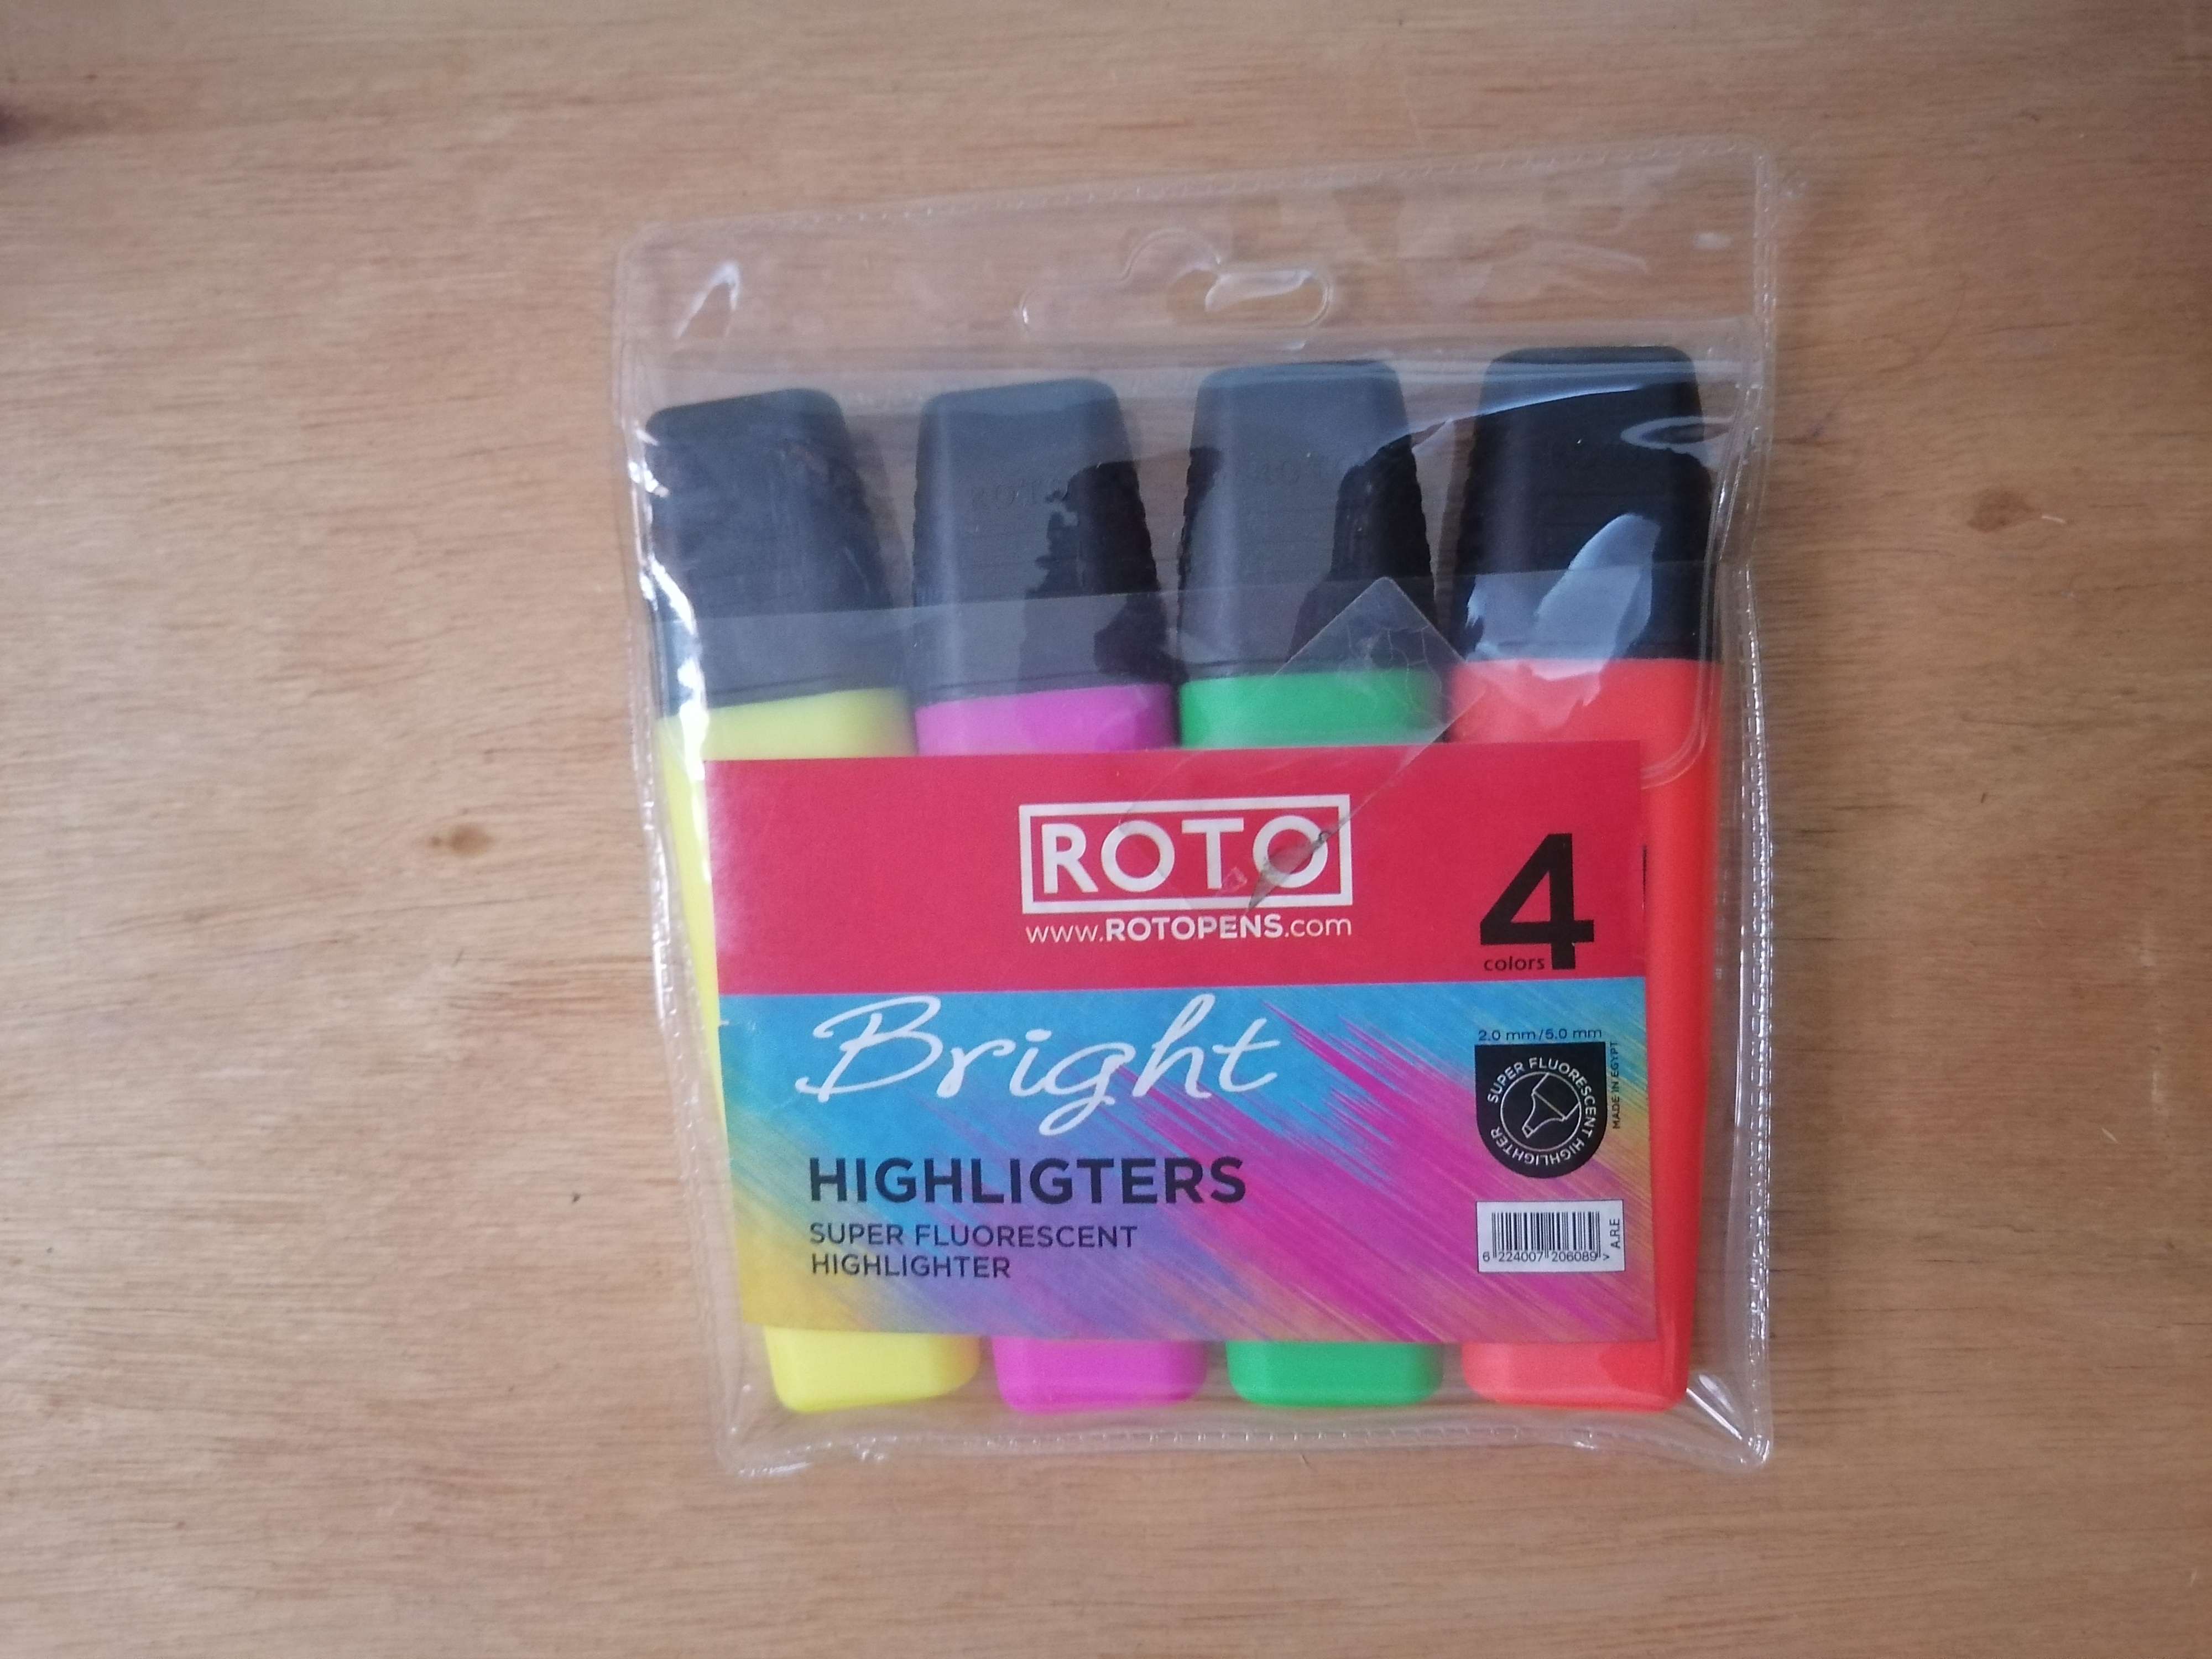 ROTO
www.ROTOPENS.com
4
colors
Bright
HIGHLIGTERS
SUPER FLUORESCENT
HIGHLIGHTER
2.0 mm/5.0 mm
SUPER FLUORESCENT HIGHLIGHTER
MADE IN EGYPT
6 224007 206089 >
A.R.E